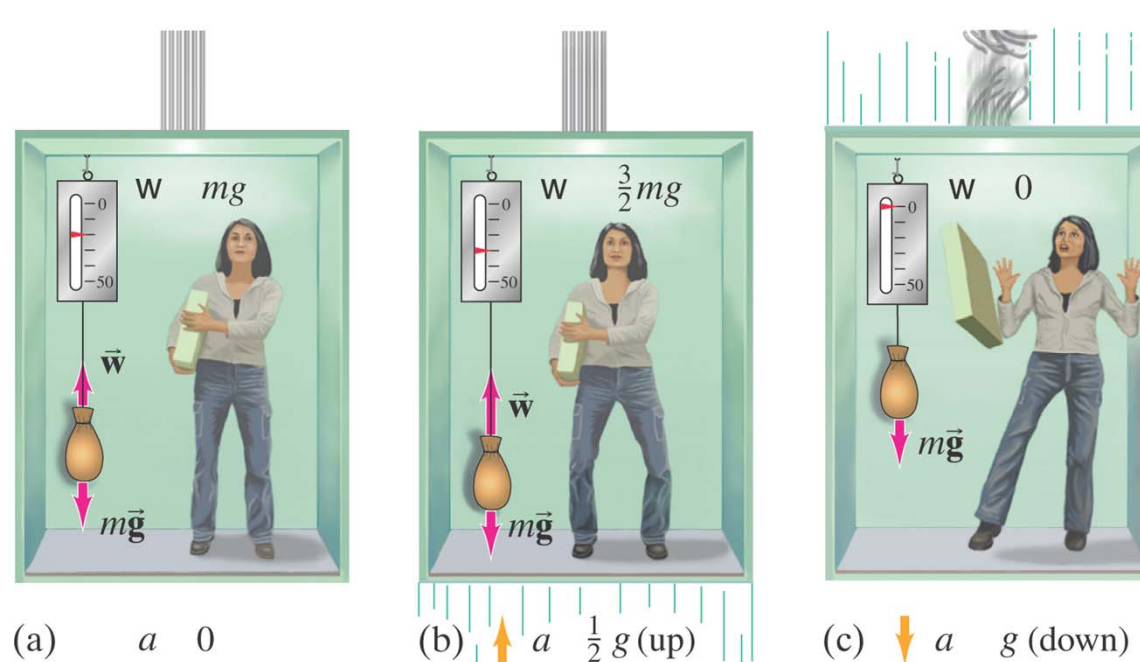 W mg
0
50
w⃗
mg⃗
(a) a 0
W 3/2 mg
0
50
w⃗
mg⃗
(b) a 1/2 g (up)
W 0
0
50
mg⃗
(c) a g (down)